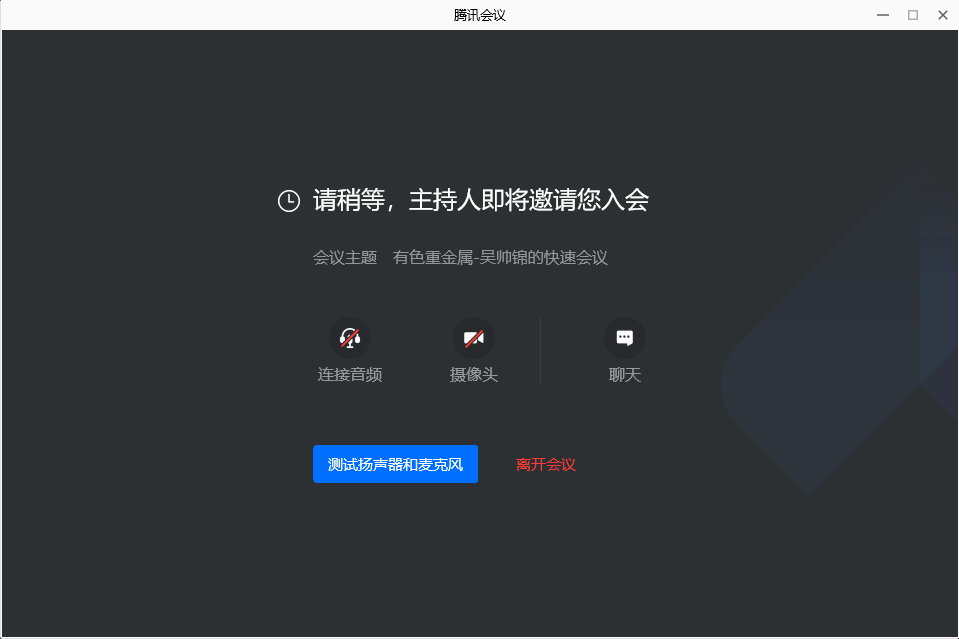 腾讯会议
请稍等，主持人即将邀请您入会
会议主题 有色重金属-吴帅锦的快速会议
连接音频 摄像头 聊天
测试扬声器和麦克风 离开会议